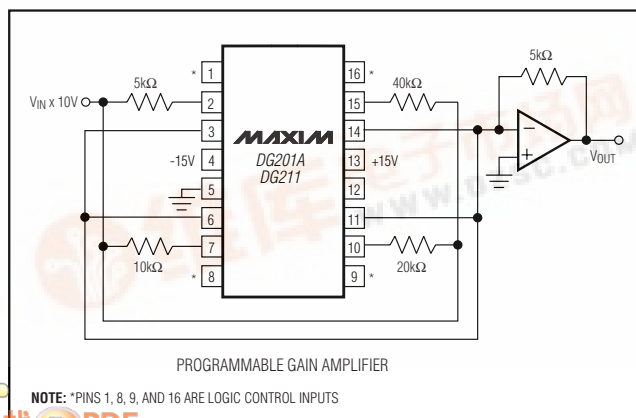 5kΩ
VIN x 10V
* 1
2
3
-15V 4
5
6
7
10kΩ
* 8
MAXIM
DG201A
DG211
16 *
40kΩ
15
14
13 +15V
12
11
10
20kΩ
9 *
5kΩ
−
+
VOUT
PROGRAMMABLE GAIN AMPLIFIER
NOTE: *PINS 1, 8, 9, AND 16 ARE LOGIC CONTROL INPUTS
PDF